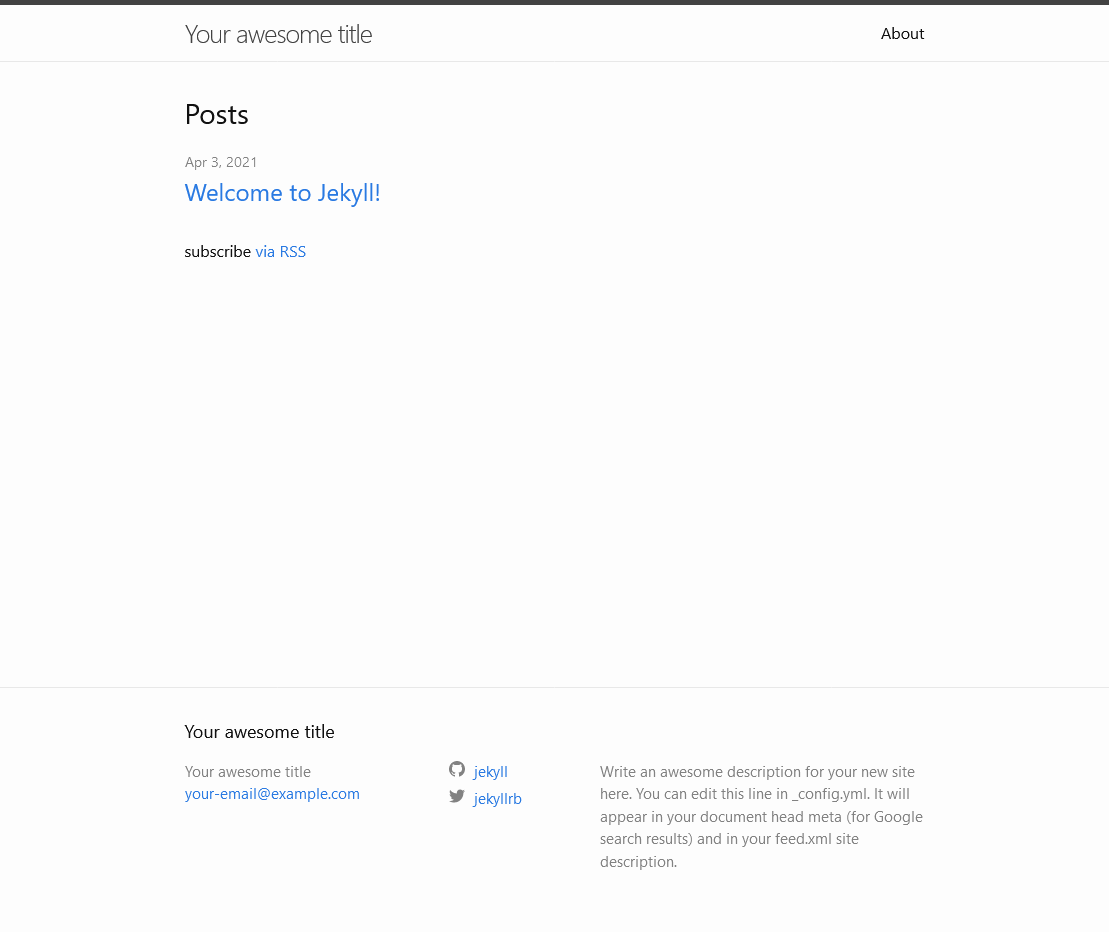 Your awesome title
About
Posts
Apr 3, 2021
Welcome to Jekyll!
subscribe via RSS
Your awesome title
Your awesome title
your-email@example.com
jekyll
jekyllrb
Write an awesome description for your new site
here. You can edit this line in _config.yml. It will
appear in your document head meta (for Google
search results) and in your feed.xml site
description.